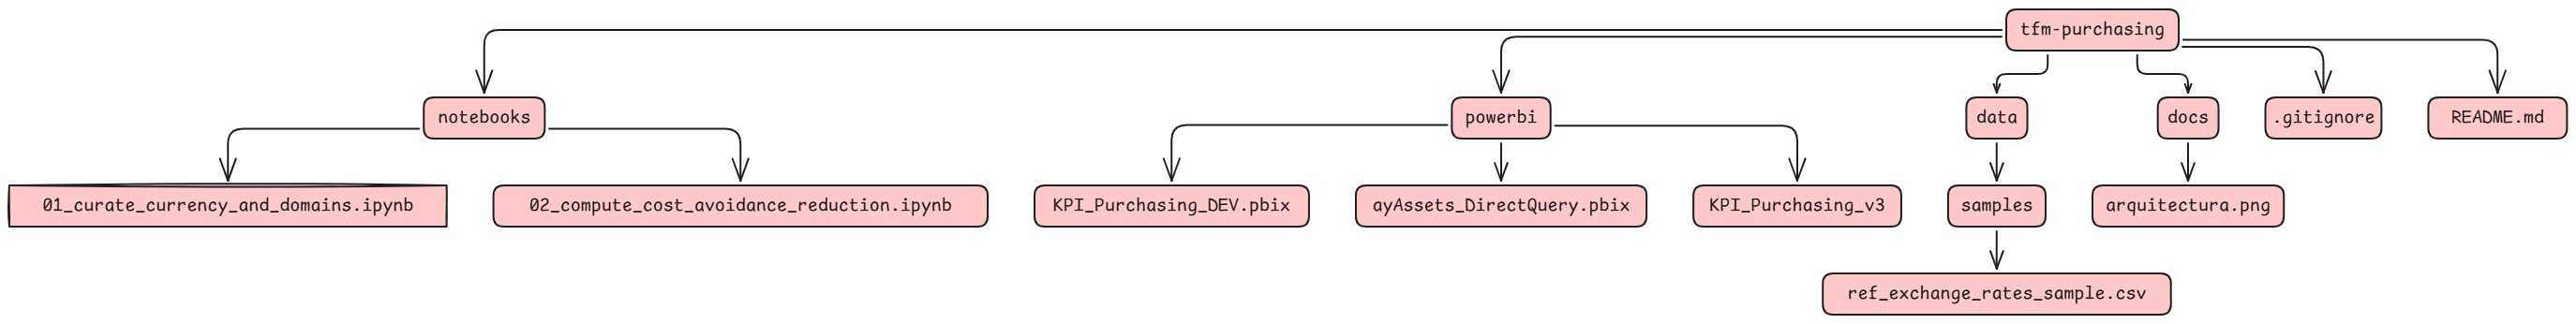 tfm-purchasing
notebooks
powerbi
data
docs
.gitignore
README.md
01_curate_currency_and_domains.ipynb
02_compute_cost_avoidance_reduction.ipynb
KPI_Purchasing_DEV.pbix
ayAssets_DirectQuery.pbix
KPI_Purchasing_v3
samples
arquitectura.png
ref_exchange_rates_sample.csv